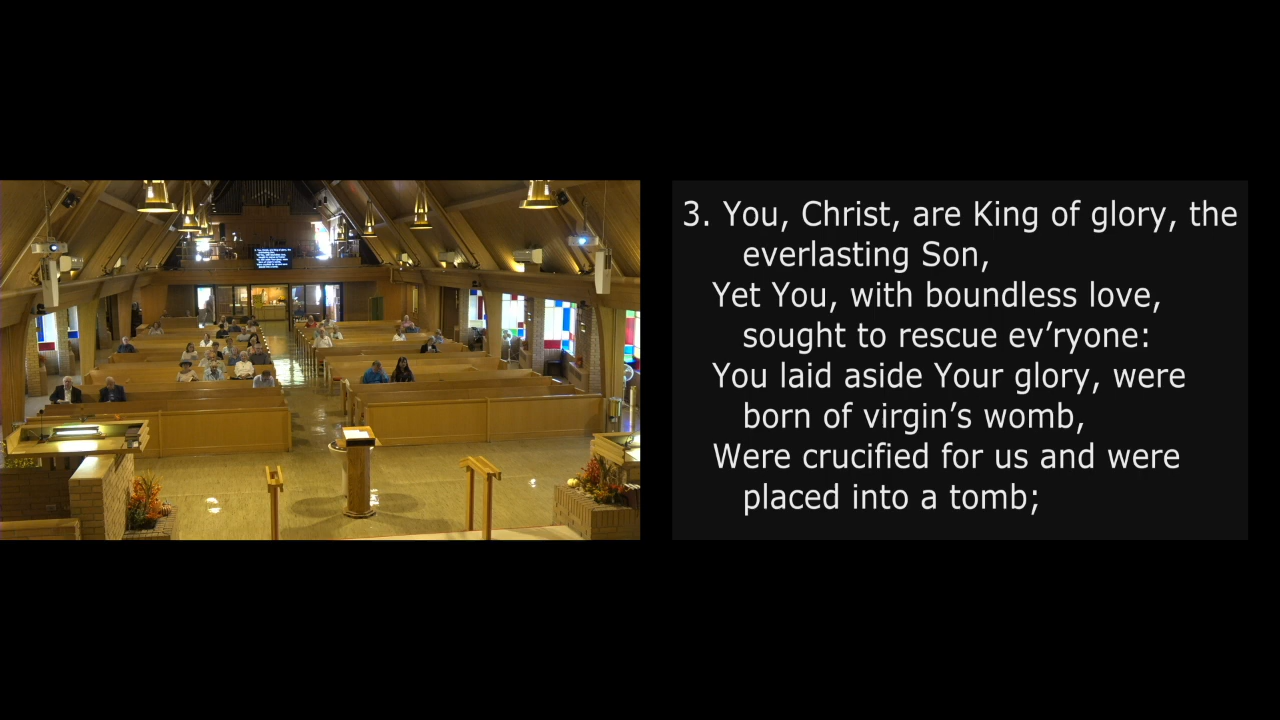 3. You, Christ, are King of glory, the
everlasting Son,
Yet You, with boundless love,
sought to rescue ev’ryone:
You laid aside Your glory, were
born of virgin’s womb,
Were crucified for us and were
placed into a tomb;